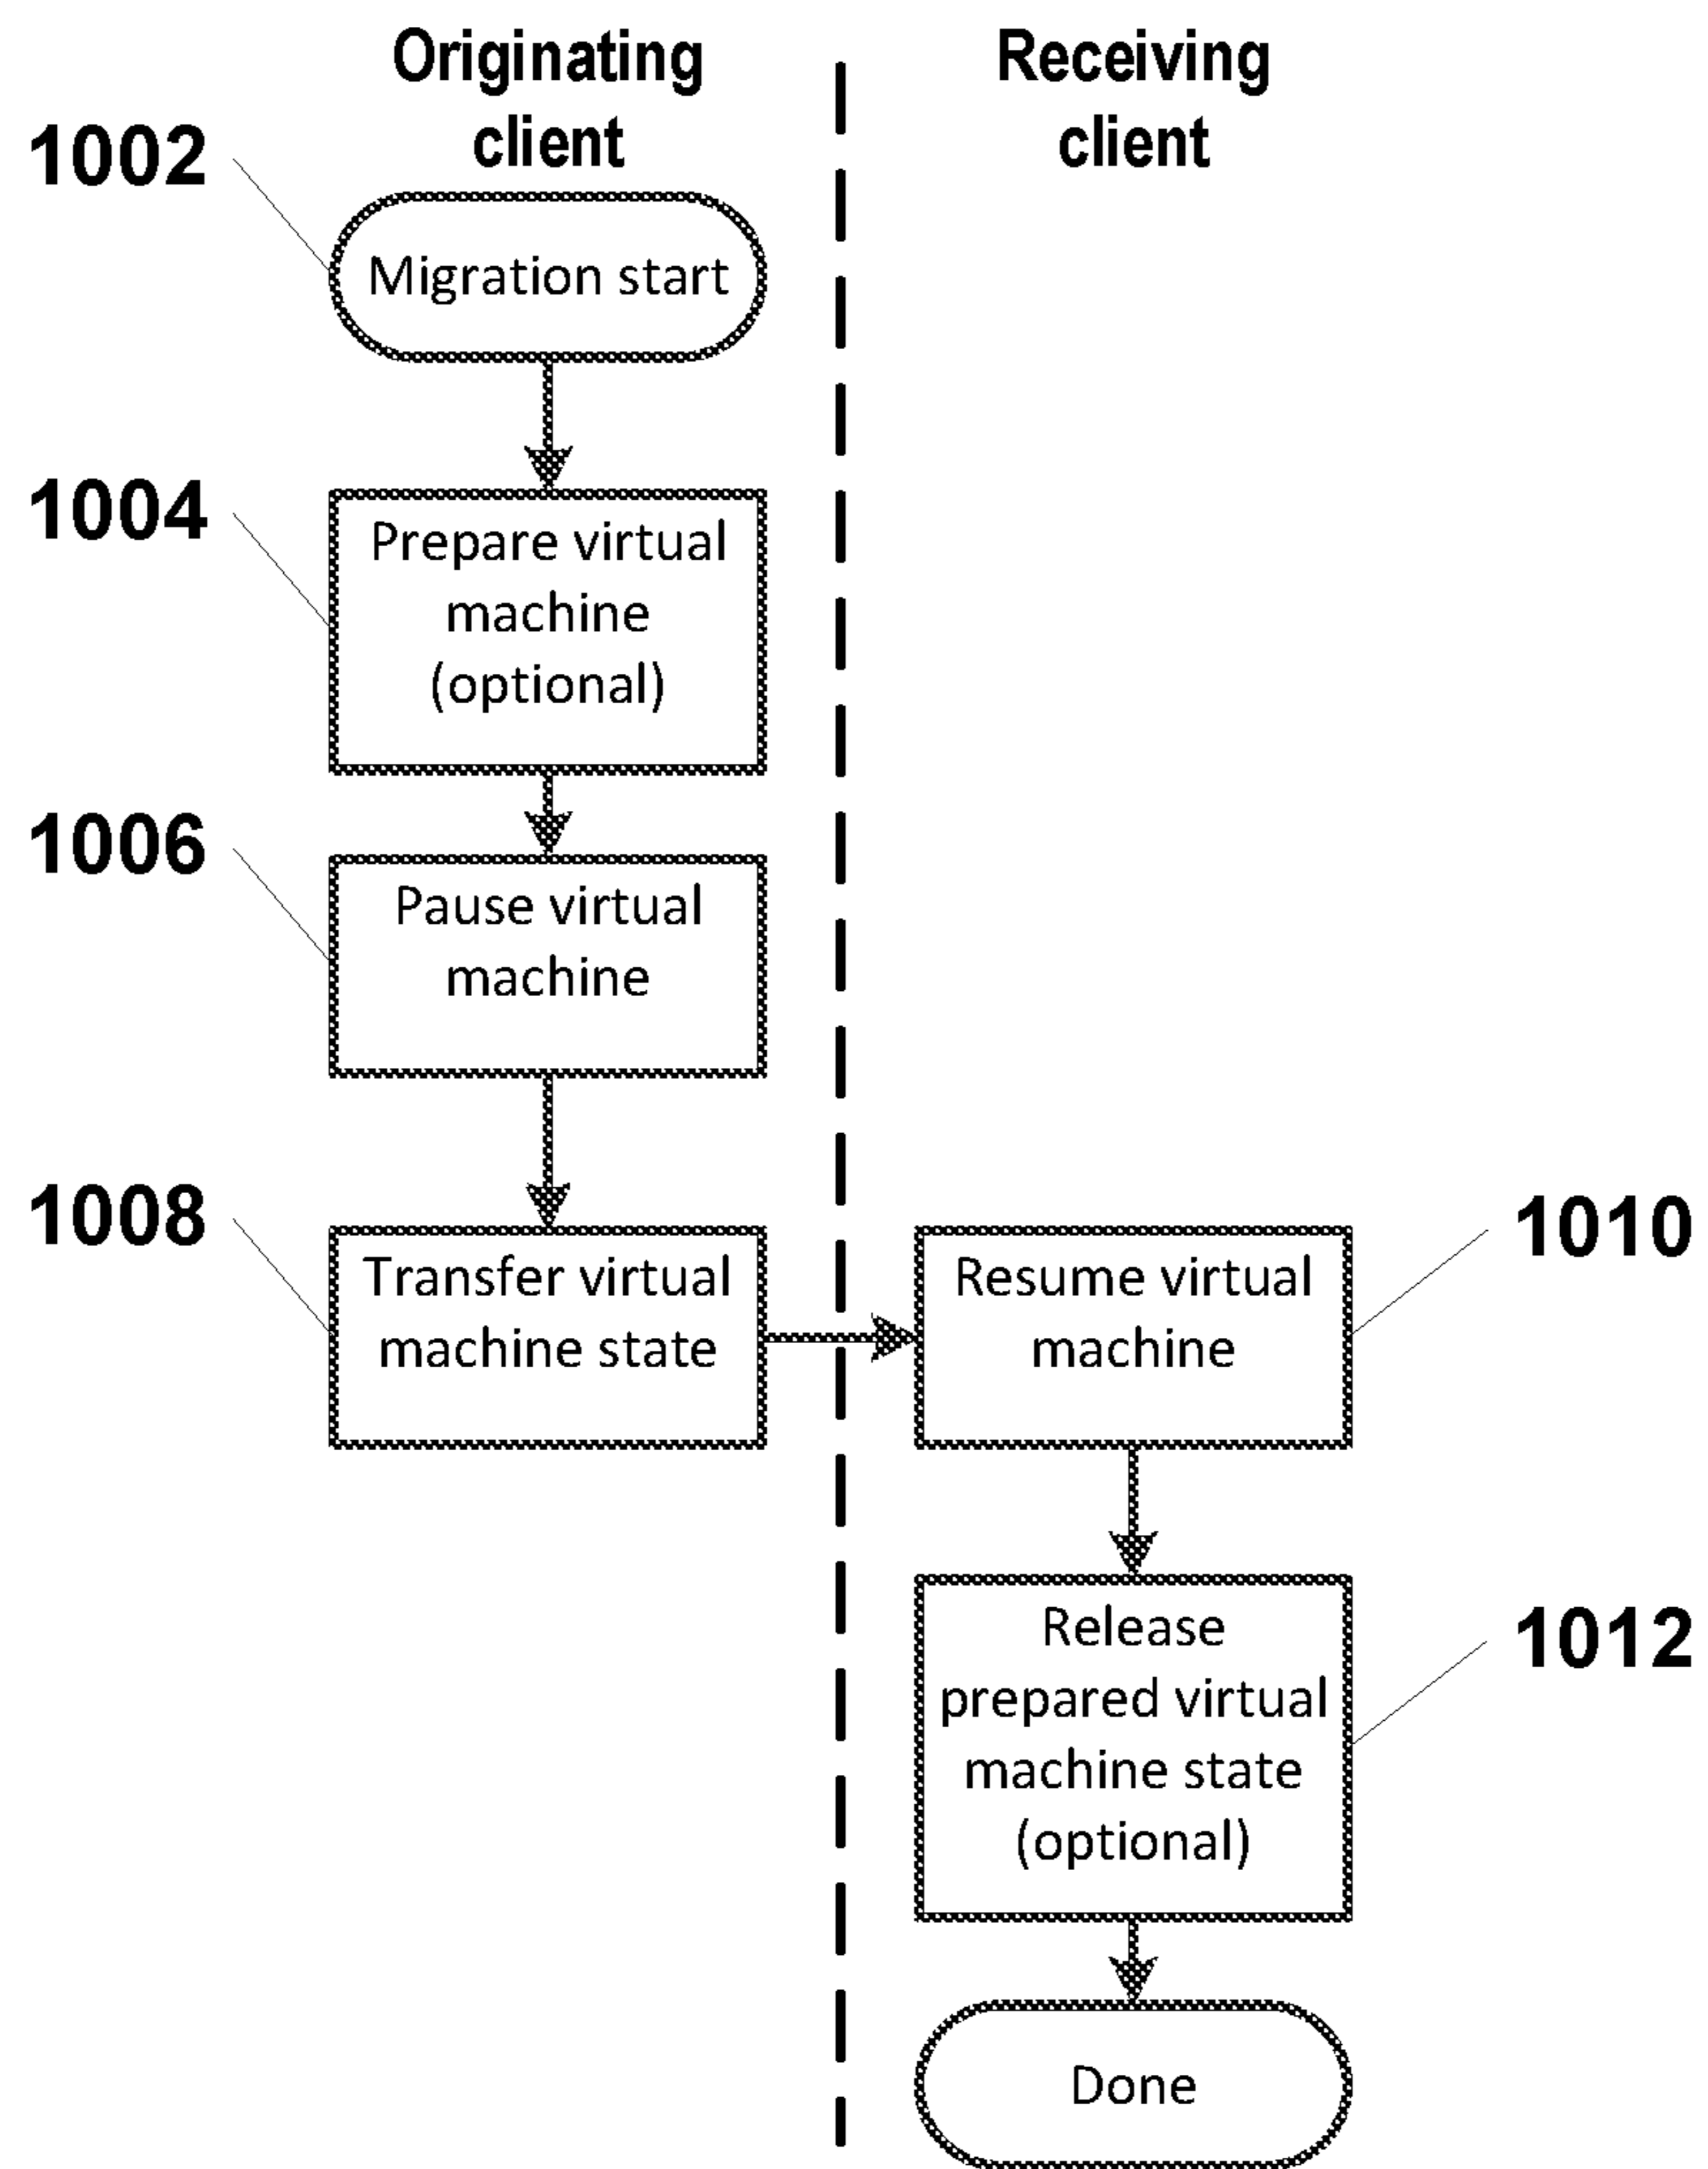 Originating
client
Receiving
client
1002
Migration start
1004
Prepare virtual
machine
(optional)
1006
Pause virtual
machine
1008
Transfer virtual
machine state
1010
Resume virtual
machine
1012
Release
prepared virtual
machine state
(optional)
Done